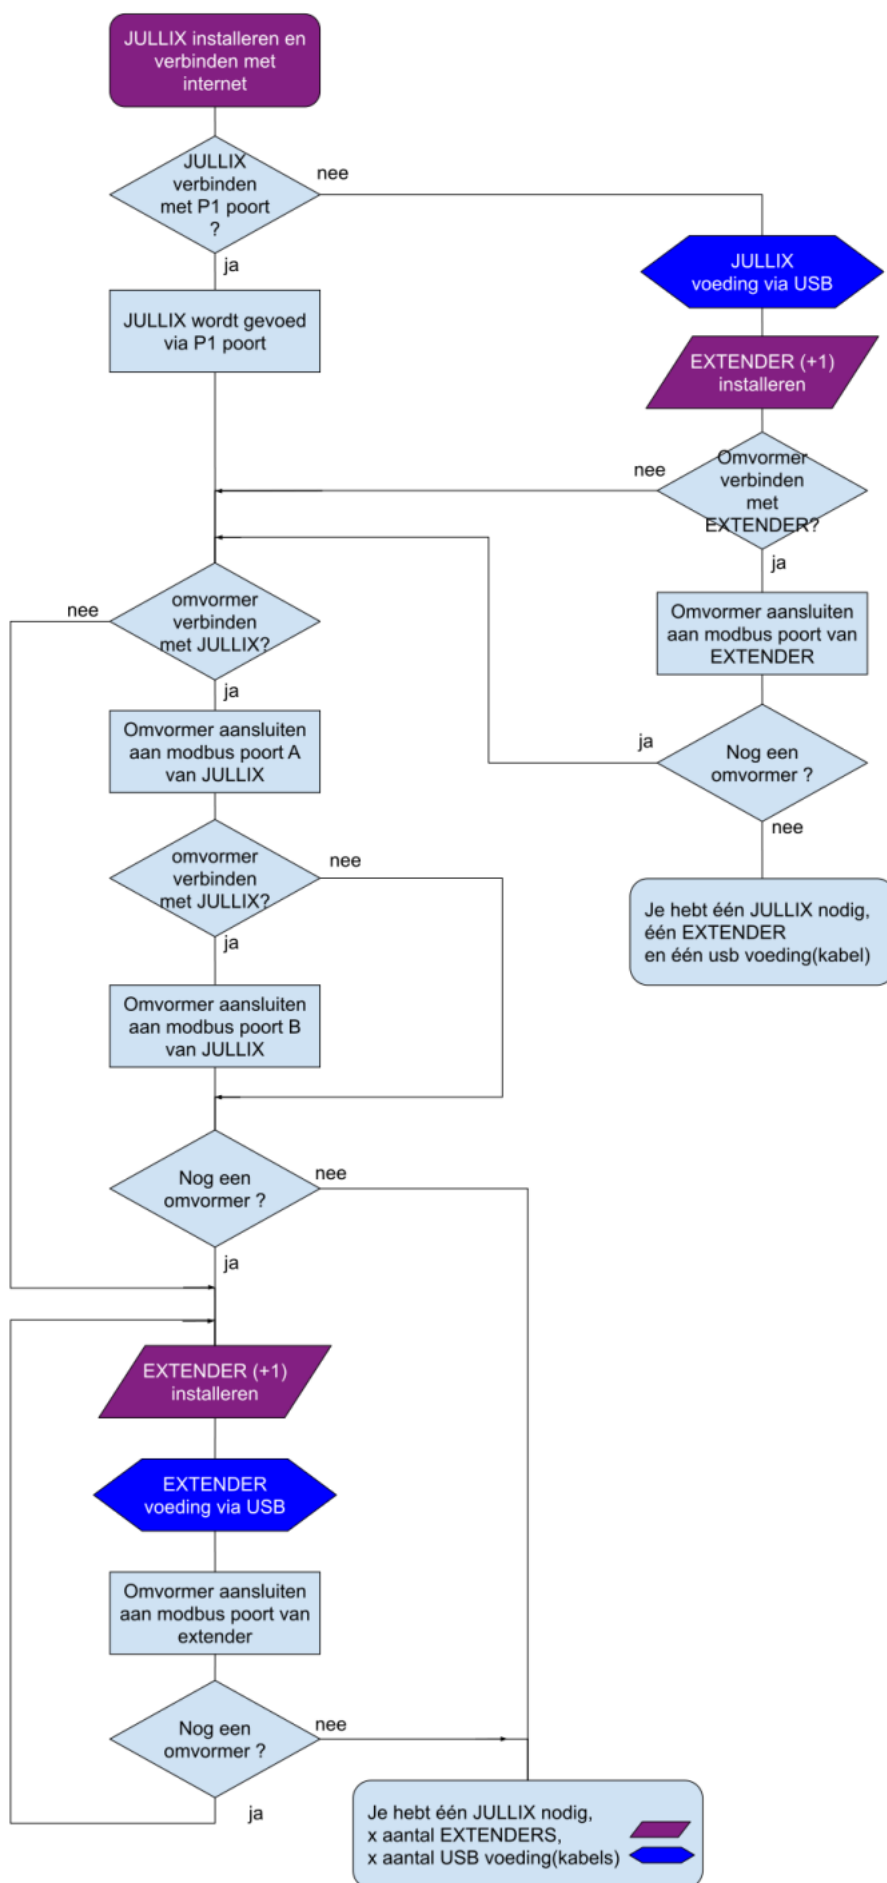 JULLIX installeren en
verbinden met
internet
JULLIX
verbinden
met P1 poort
?
nee
ja
JULLIX
voeding via USB
JULLIX wordt gevoed
via P1 poort
EXTENDER (+1)
installeren
Omvormer
verbinden
met
EXTENDER?
nee
ja
omvormer
verbinden
met JULLIX?
nee
ja
Omvormer aansluiten
aan modbus poort van
EXTENDER
Omvormer aansluiten
aan modbus poort A
van JULLIX
Nog een
omvormer ?
ja
nee
omvormer
verbinden
met JULLIX?
nee
ja
Je hebt één JULLIX nodig,
één EXTENDER
en één usb voeding(kabel)
Omvormer aansluiten
aan modbus poort B
van JULLIX
Nog een
omvormer ?
nee
ja
EXTENDER (+1)
installeren
EXTENDER
voeding via USB
Omvormer aansluiten
aan modbus poort van
extender
Nog een
omvormer ?
nee
ja
Je hebt één JULLIX nodig,
x aantal EXTENDERS,
x aantal USB voeding(kabels)